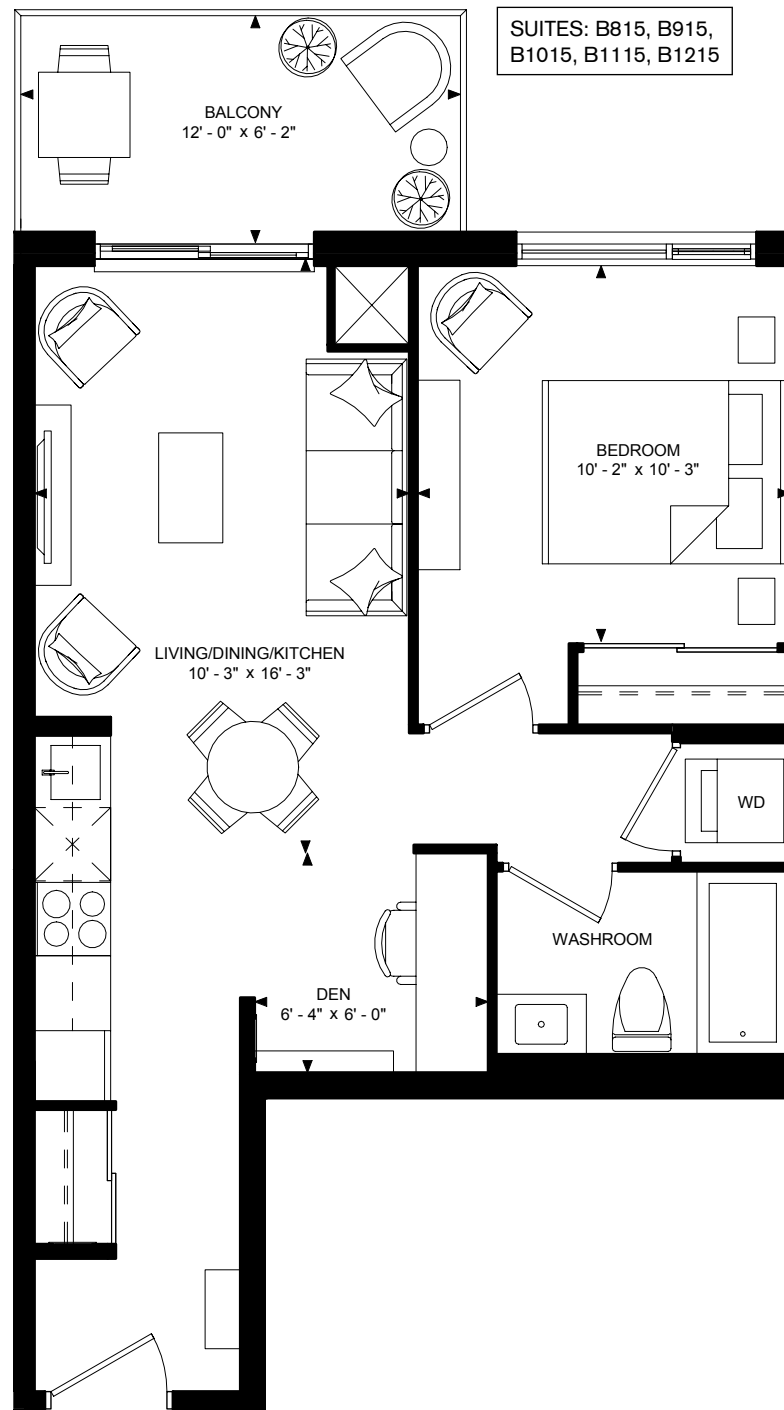 SUITES: B815, B915,
B1015, B1115, B1215
BALCONY
12' - 0" x 6' - 2"
BEDROOM
10' - 2" x 10' - 3"
LIVING/DINING/KITCHEN
10' - 3" x 16' - 3"
WD
WASHROOM
DEN
6' - 4" x 6' - 0"